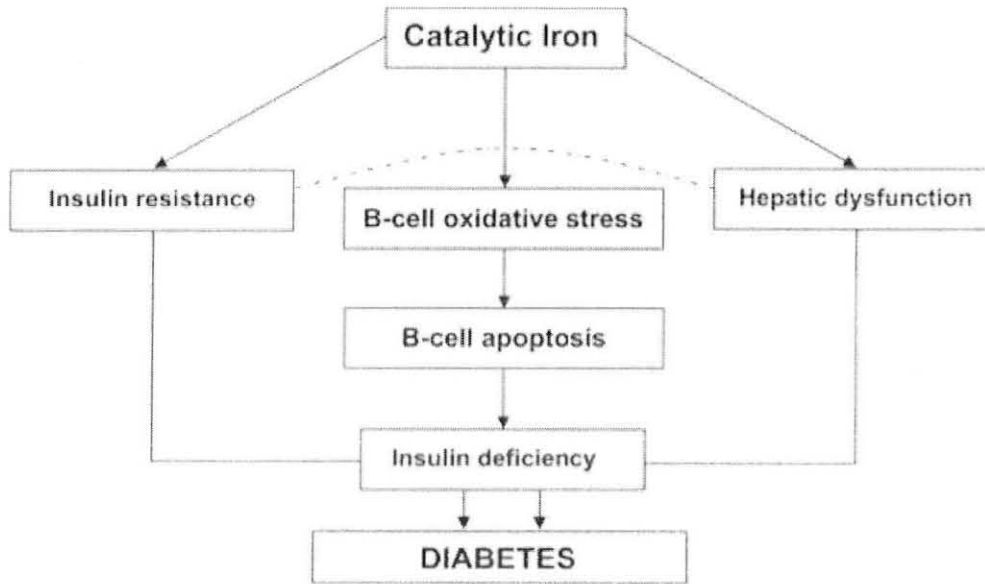 Catalytic Iron
Insulin resistance
B-cell oxidative stress
Hepatic dysfunction
B-cell apoptosis
Insulin deficiency
DIABETES